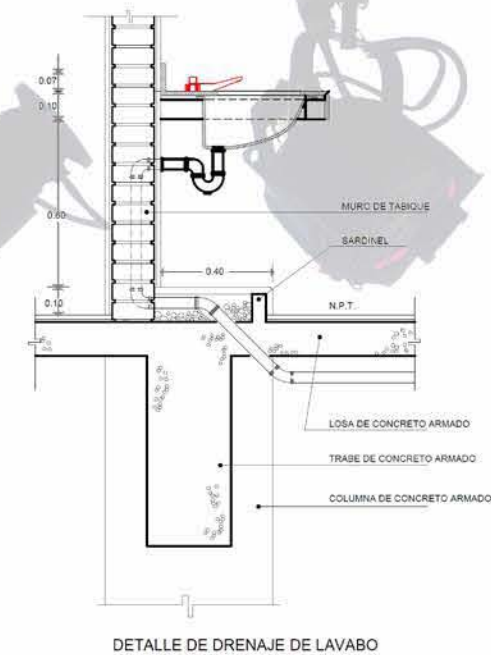 0.07
0.10
0.60
0.10
0.40
MURO DE TABIQUE
SARDINEL
N.P.T.
LOSA DE CONCRETO ARMADO
TRABE DE CONCRETO ARMADO
COLUMNA DE CONCRETO ARMADO
DETALLE DE DRENAJE DE LAVABO